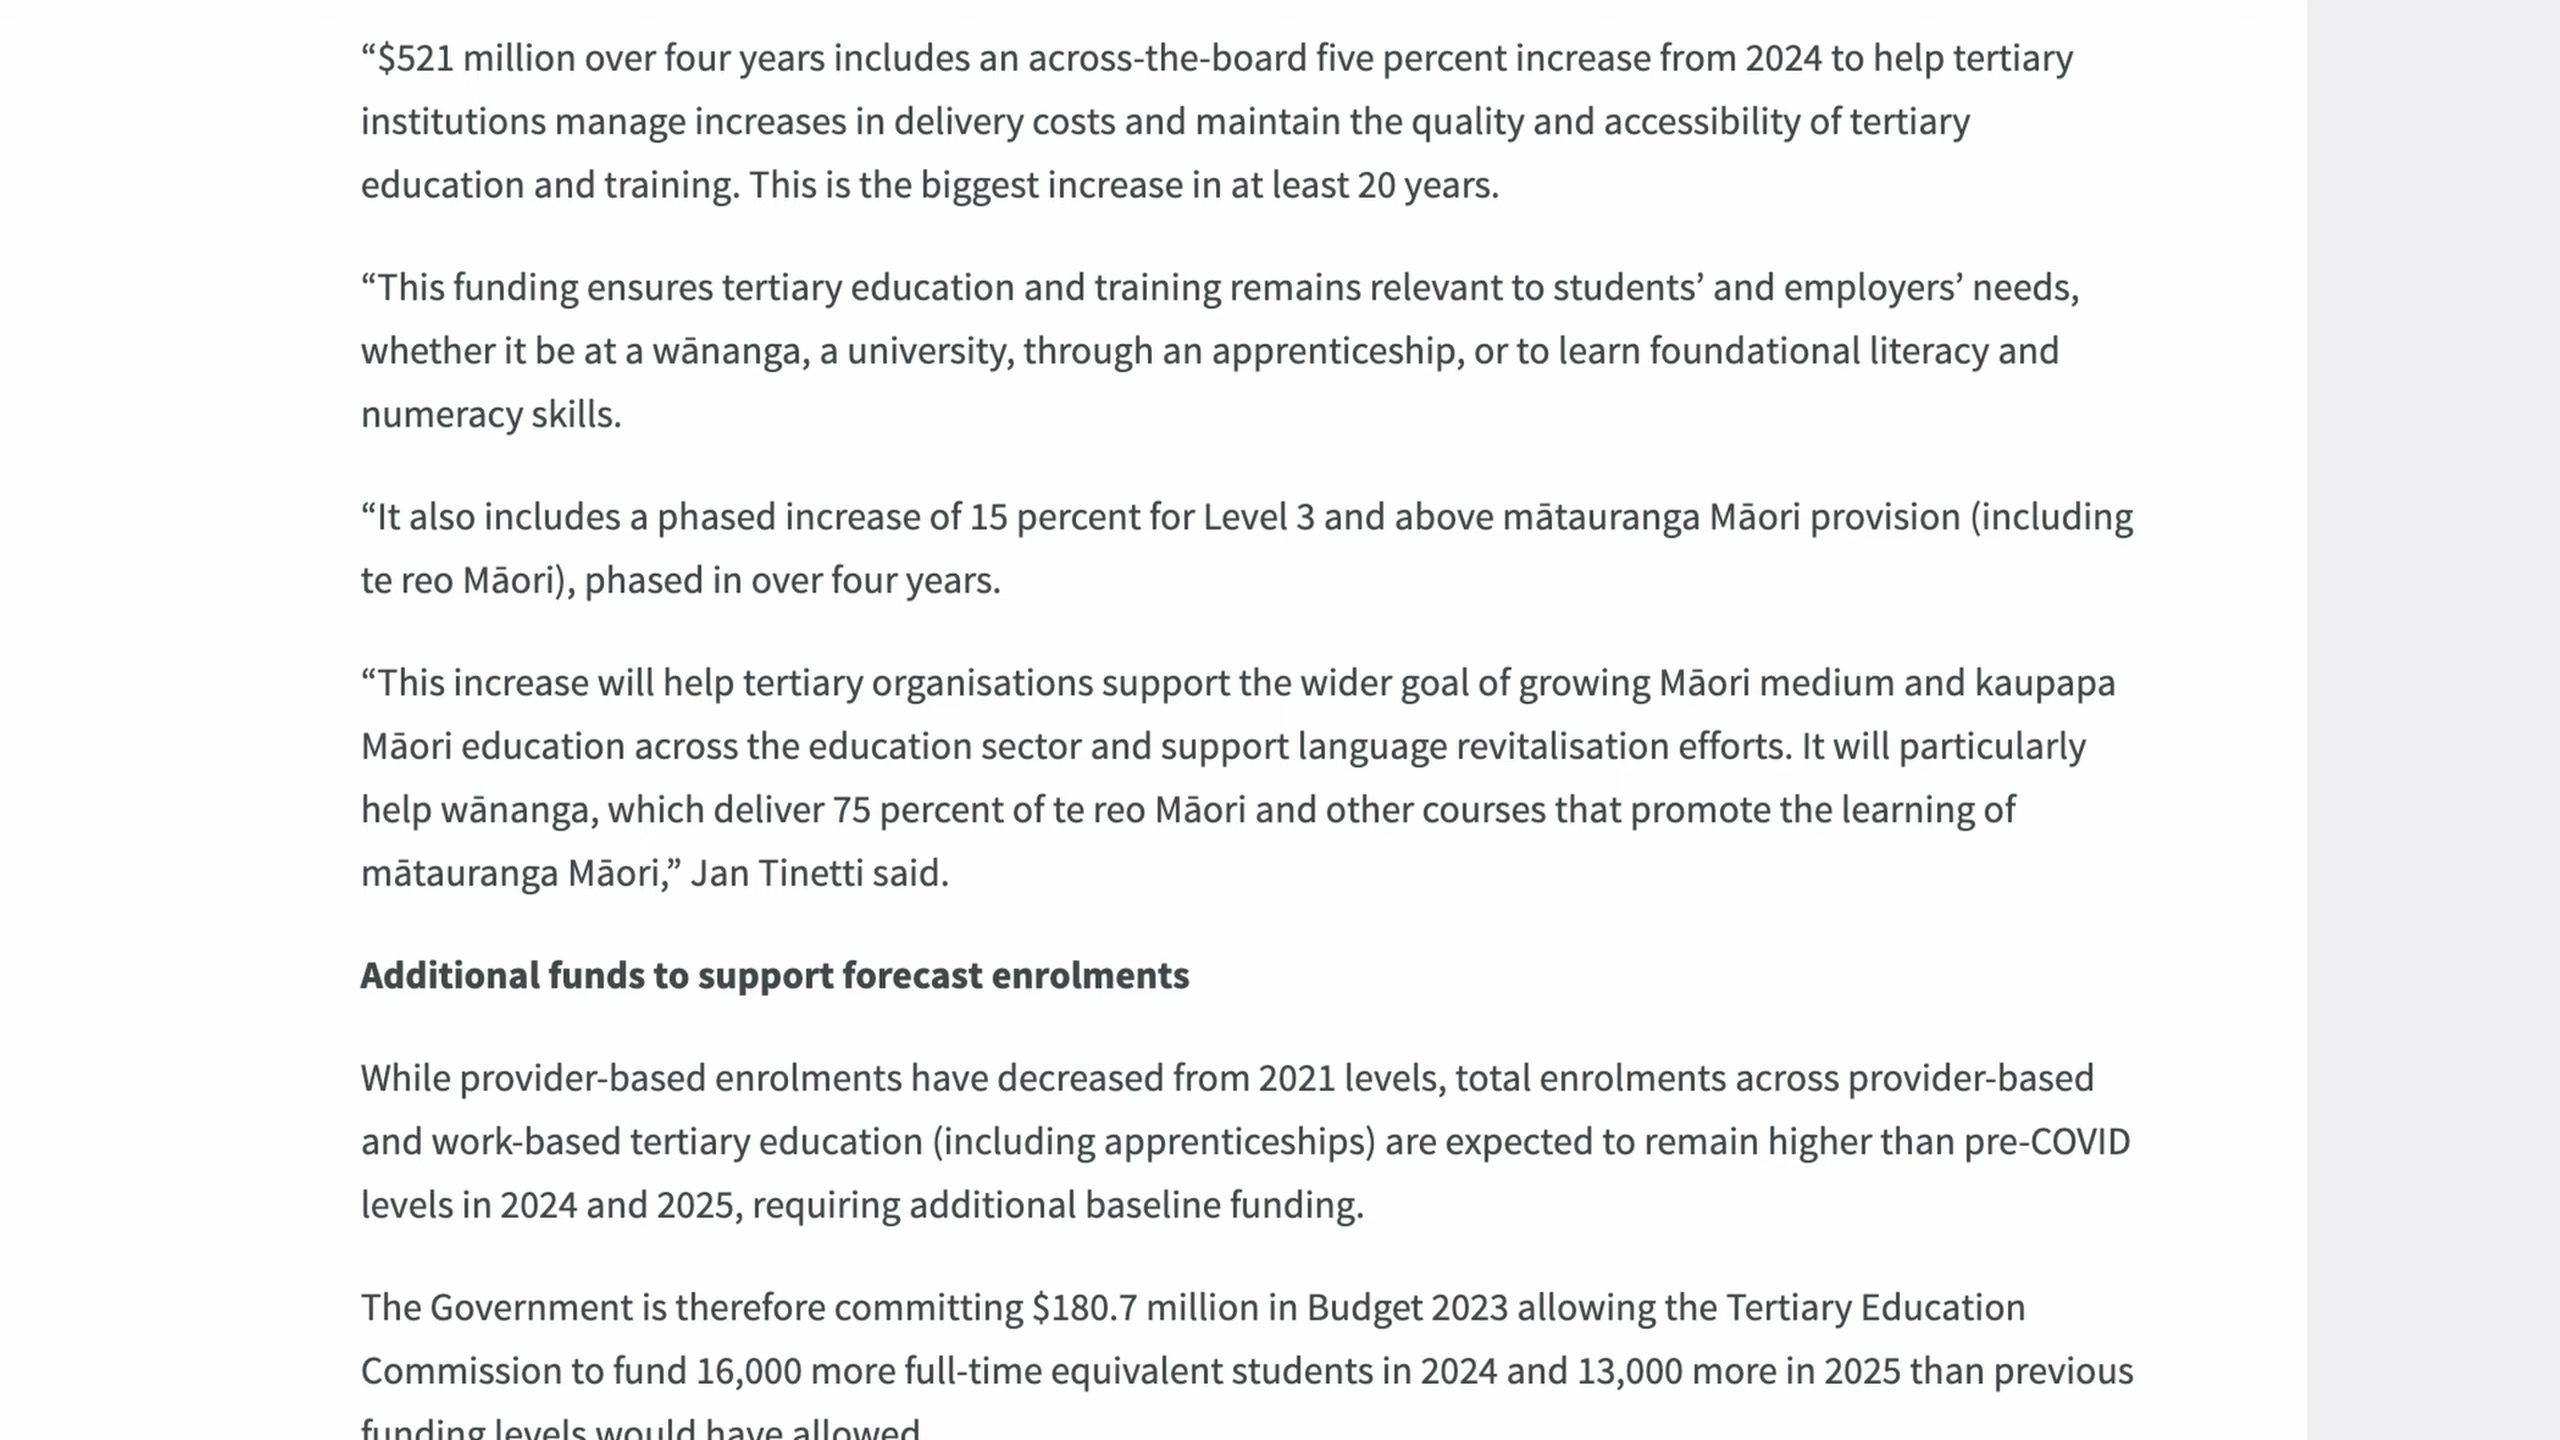 “$521 million over four years includes an across-the-board five percent increase from 2024 to help tertiary
institutions manage increases in delivery costs and maintain the quality and accessibility of tertiary
education and training. This is the biggest increase in at least 20 years.
“This funding ensures tertiary education and training remains relevant to students’ and employers’ needs,
whether it be at a wānanga, a university, through an apprenticeship, or to learn foundational literacy and
numeracy skills.
“It also includes a phased increase of 15 percent for Level 3 and above mātauranga Māori provision (including
te reo Māori), phased in over four years.
“This increase will help tertiary organisations support the wider goal of growing Māori medium and kaupapa
Māori education across the education sector and support language revitalisation efforts. It will particularly
help wānanga, which deliver 75 percent of te reo Māori and other courses that promote the learning of
mātauranga Māori,” Jan Tinetti said.
Additional funds to support forecast enrolments
While provider-based enrolments have decreased from 2021 levels, total enrolments across provider-based
and work-based tertiary education (including apprenticeships) are expected to remain higher than pre-COVID
levels in 2024 and 2025, requiring additional baseline funding.
The Government is therefore committing $180.7 million in Budget 2023 allowing the Tertiary Education
Commission to fund 16,000 more full-time equivalent students in 2024 and 13,000 more in 2025 than previous
funding levels would have allowed